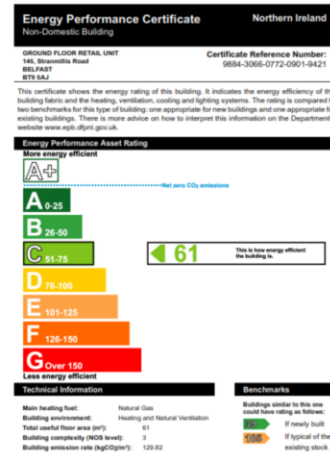 Energy Performance Certificate
Northern Ireland
Non-Domestic Building
GROUND FLOOR RETAIL UNIT
145, Stranmillis Road
BELFAST
BT9 5AJ
Certificate Reference Number:
9884-3066-0772-0901-9421
This certificate shows the energy rating of this building. It indicates the energy efficiency of the
building fabric and the heating, ventilation, cooling and lighting systems. The rating is compared t
two benchmarks for this type of building: one appropriate for new buildings and one appropriate fo
existing buildings. There is more advice on how to interpret this information on the Department
website www.epb.dfpni.gov.uk.
Energy Performance Asset Rating
More energy efficient
A+
Net zero CO₂ emissions
A 0-25
B 26-50
C 51-75
61
This is how energy efficient
the building is.
D 76-100
E 101-125
F 126-150
G Over 150
Less energy efficient
Technical Information
Main heating fuel: Natural Gas
Building environment: Heating and Natural Ventilation
Total useful floor area (m²): 61
Building complexity (NOS level): 3
Building emission rate (kgCO₂/m²): 129.82
Benchmarks
Buildings similar to this one
could have rating as follows:
If newly built
If typical of the
existing stock